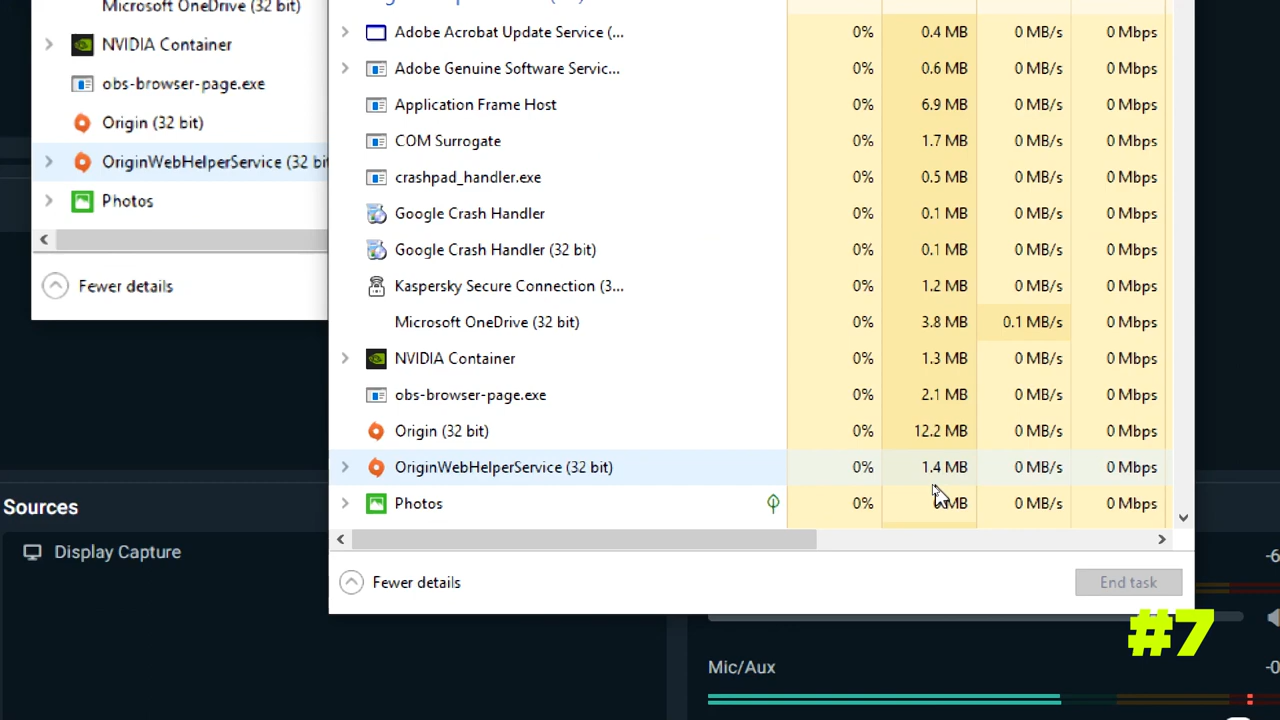 Microsoft OneDrive (32 bit)
NVIDIA Container
obs-browser-page.exe
Origin (32 bit)
OriginWebHelperService (32 bit
Photos
Fewer details
Adobe Acrobat Update Service (... 0% 0.4 MB 0 MB/s 0 Mbps
Adobe Genuine Software Servic... 0% 0.6 MB 0 MB/s 0 Mbps
Application Frame Host 0% 6.9 MB 0 MB/s 0 Mbps
COM Surrogate 0% 1.7 MB 0 MB/s 0 Mbps
crashpad_handler.exe 0% 0.5 MB 0 MB/s 0 Mbps
Google Crash Handler 0% 0.1 MB 0 MB/s 0 Mbps
Google Crash Handler (32 bit) 0% 0.1 MB 0 MB/s 0 Mbps
Kaspersky Secure Connection (3... 0% 1.2 MB 0 MB/s 0 Mbps
Microsoft OneDrive (32 bit) 0% 3.8 MB 0.1 MB/s 0 Mbps
NVIDIA Container 0% 1.3 MB 0 MB/s 0 Mbps
obs-browser-page.exe 0% 2.1 MB 0 MB/s 0 Mbps
Origin (32 bit) 0% 12.2 MB 0 MB/s 0 Mbps
OriginWebHelperService (32 bit) 0% 1.4 MB 0 MB/s 0 Mbps
Photos 0% MB 0 MB/s 0 Mbps
Fewer details
End task
#7
Sources
Display Capture
Mic/Aux